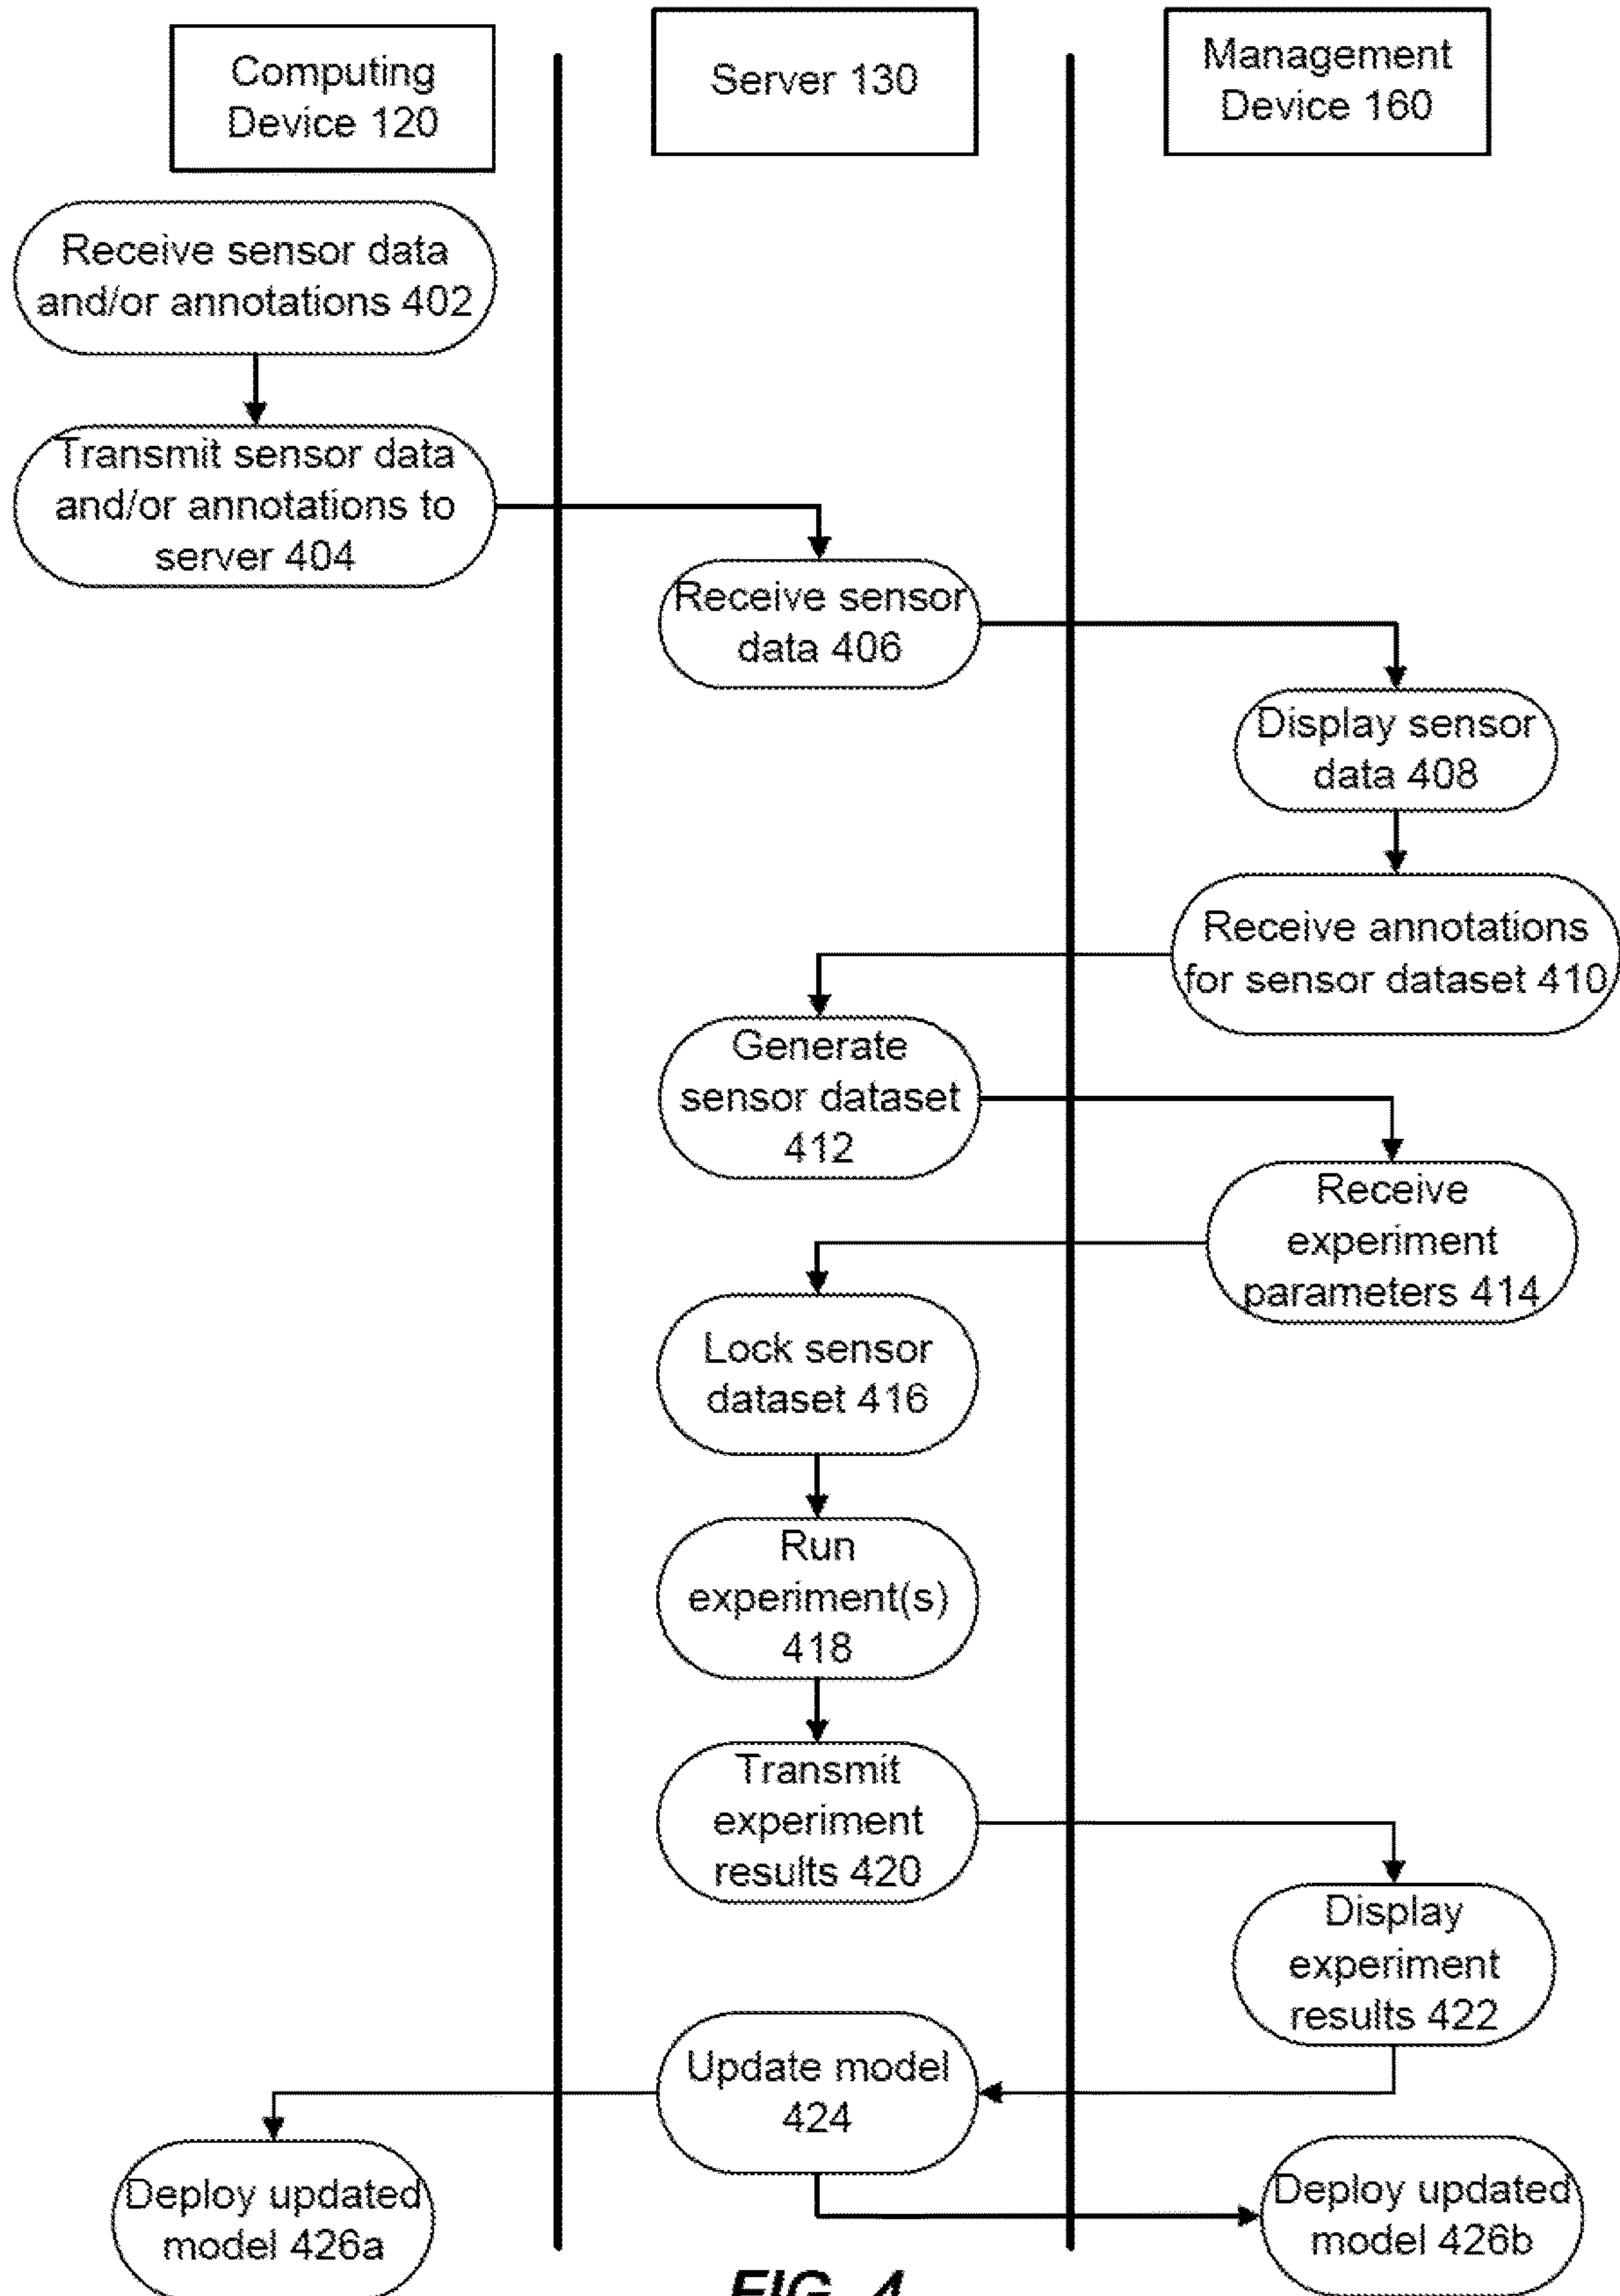 Computing
Device 120
Server 130
Management
Device 160
Receive sensor data
and/or annotations 402
Transmit sensor data
and/or annotations to
server 404
Receive sensor
data 406
Display sensor
data 408
Receive annotations
for sensor dataset 410
Generate
sensor dataset
412
Receive
experiment
parameters 414
Lock sensor
dataset 416
Run
experiment(s)
418
Transmit
experiment
results 420
Display
experiment
results 422
Update model
424
Deploy updated
model 426a
Deploy updated
model 426b
FIG. 4